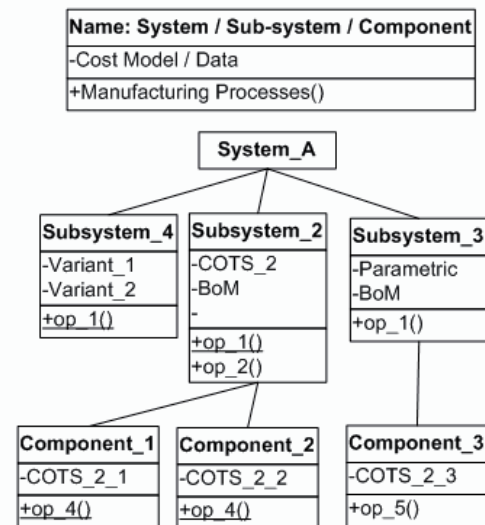 Name: System / Sub-system / Component
-Cost Model / Data
+Manufacturing Processes()
System_A
Subsystem_4
-Variant_1
-Variant_2
+op_1()
Subsystem_2
-COTS_2
-BoM
-
+op_1()
+op_2()
Subsystem_3
-Parametric
-BoM
+op_1()
Component_1
-COTS_2_1
+op_4()
Component_2
-COTS_2_2
+op_4()
Component_3
-COTS_2_3
+op_5()